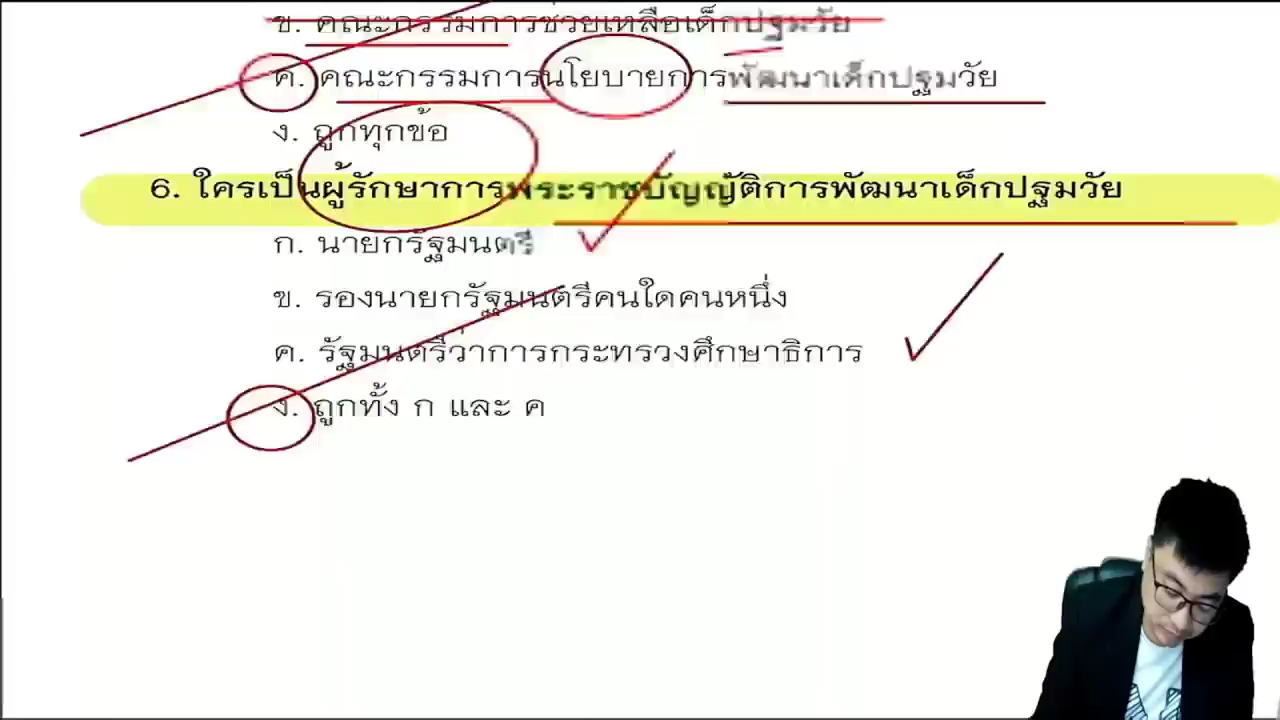 ข. คณะกรรมการช่วยเหลือเด็กปฐมวัย
ค. คณะกรรมการนโยบายการพัฒนาเด็กปฐมวัย
ง. ถูกทุกข้อ
6. ใครเป็นผู้รักษาการพระราชบัญญัติการพัฒนาเด็กปฐมวัย
ก. นายกรัฐมนตรี
ข. รองนายกรัฐมนตรีคนใดคนหนึ่ง
ค. รัฐมนตรีว่าการกระทรวงศึกษาธิการ
ง. ถูกทั้ง ก และ ค